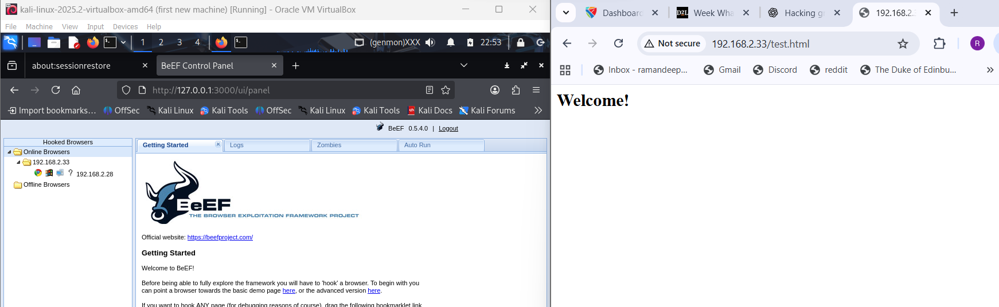 kali-linux-2025.2-virtualbox-amd64 (first new machine) [Running] - Oracle VM VirtualBox
File Machine View Input Devices Help
1 2 3 4 (genmon)XXX 22:53
about:sessionrestore BeEF Control Panel
http://127.0.0.1:3000/ui/panel
Import bookmarks... OffSec Kali Linux Kali Tools OffSec Kali Linux Kali Tools Kali Docs Kali Forums
BeEF 0.5.4.0 | Logout
Hooked Browsers
Online Browsers
192.168.2.33
? 192.168.2.28
Offline Browsers
Getting Started Logs Zombies Auto Run
BeEF
THE BROWSER EXPLOITATION FRAMEWORK PROJECT
Official website: https://beefproject.com/
Getting Started
Welcome to BeEF!
Before being able to fully explore the framework you will have to 'hook' a browser. To begin with you
can point a browser towards the basic demo page here, or the advanced version here.
If you want to hook ANY page (for debugging reasons of course), drag the following bookmarklet link
Dashboard D2L Week Wha Hacking g 192.168.2.3
Not secure 192.168.2.33/test.html R
Inbox - ramandeep... Gmail Discord reddit The Duke of Edinbu...
Welcome!